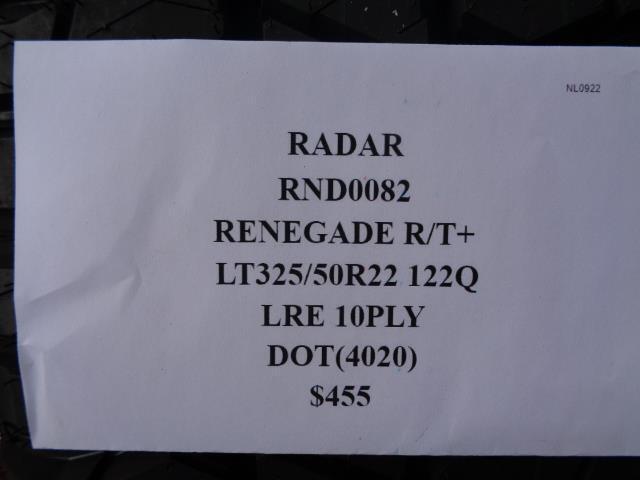 NL0922
RADAR
RND0082
RENEGADE R/T+
LT325/50R22 122Q
LRE 10PLY
DOT(4020)
$455